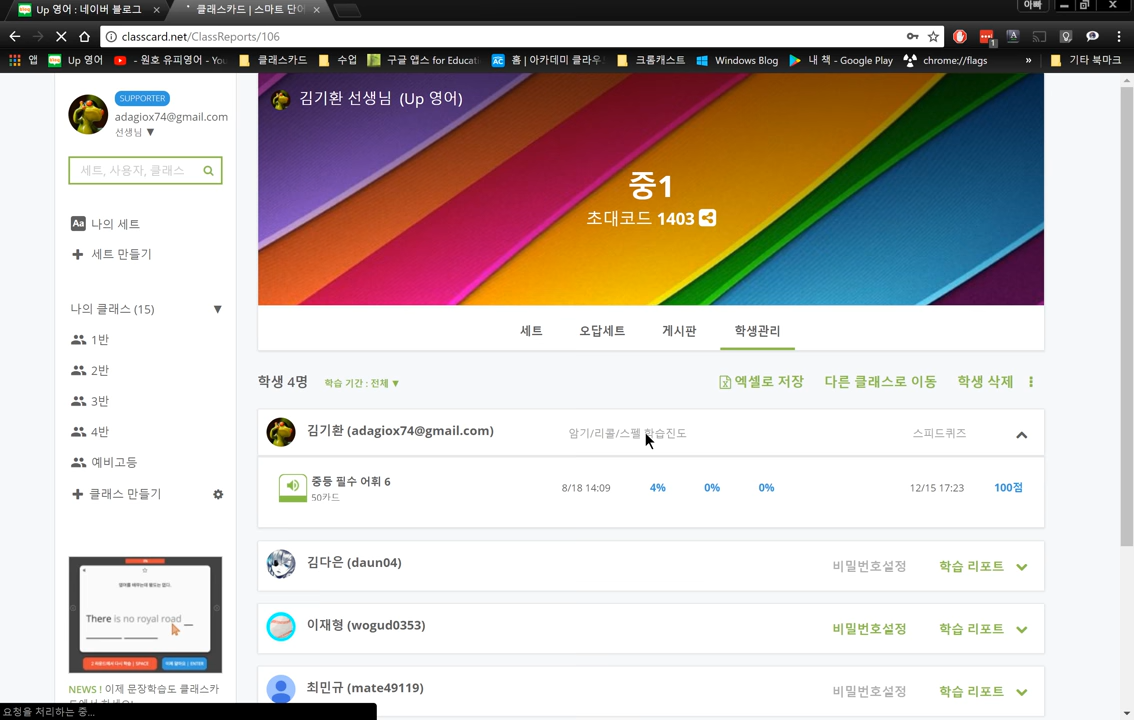 Up 영어 : 네이버 블로그
클래스카드 | 스마트 단어
아빠
classcard.net/ClassReports/106
앱
Up 영어
- 원호 유피영어 - You
클래스카드
수업
구글 앱스 for Educati
홈 | 아카데미 클라우
크롬캐스트
Windows Blog
내 책 - Google Play
chrome://flags
»
기타 북마크
SUPPORTER
adagiox74@gmail.com
선생님 ▼
세트, 사용자, 클래스
Aa 나의 세트
+ 세트 만들기
나의 클래스 (15) ▼
1반
2반
3반
4반
예비고등
+ 클래스 만들기
There is no royal road
NEWS ! 이제 문장학습도 클래스카
요청을 처리하는 중...
김기환 선생님 (Up 영어)
중1
초대코드 1403
세트 오답세트 게시판 학생관리
학생 4명 학습 기간 : 전체 ▼ 엑셀로 저장 다른 클래스로 이동 학생 삭제
김기환 (adagiox74@gmail.com) 암기/리콜/스펠 학습진도 스피드퀴즈
중등 필수 어휘 6
50카드
8/18 14:09 4% 0% 0% 12/15 17:23 100점
김다은 (daun04) 비밀번호설정 학습 리포트
이재형 (wogud0353) 비밀번호설정 학습 리포트
최민규 (mate49119) 비밀번호설정 학습 리포트